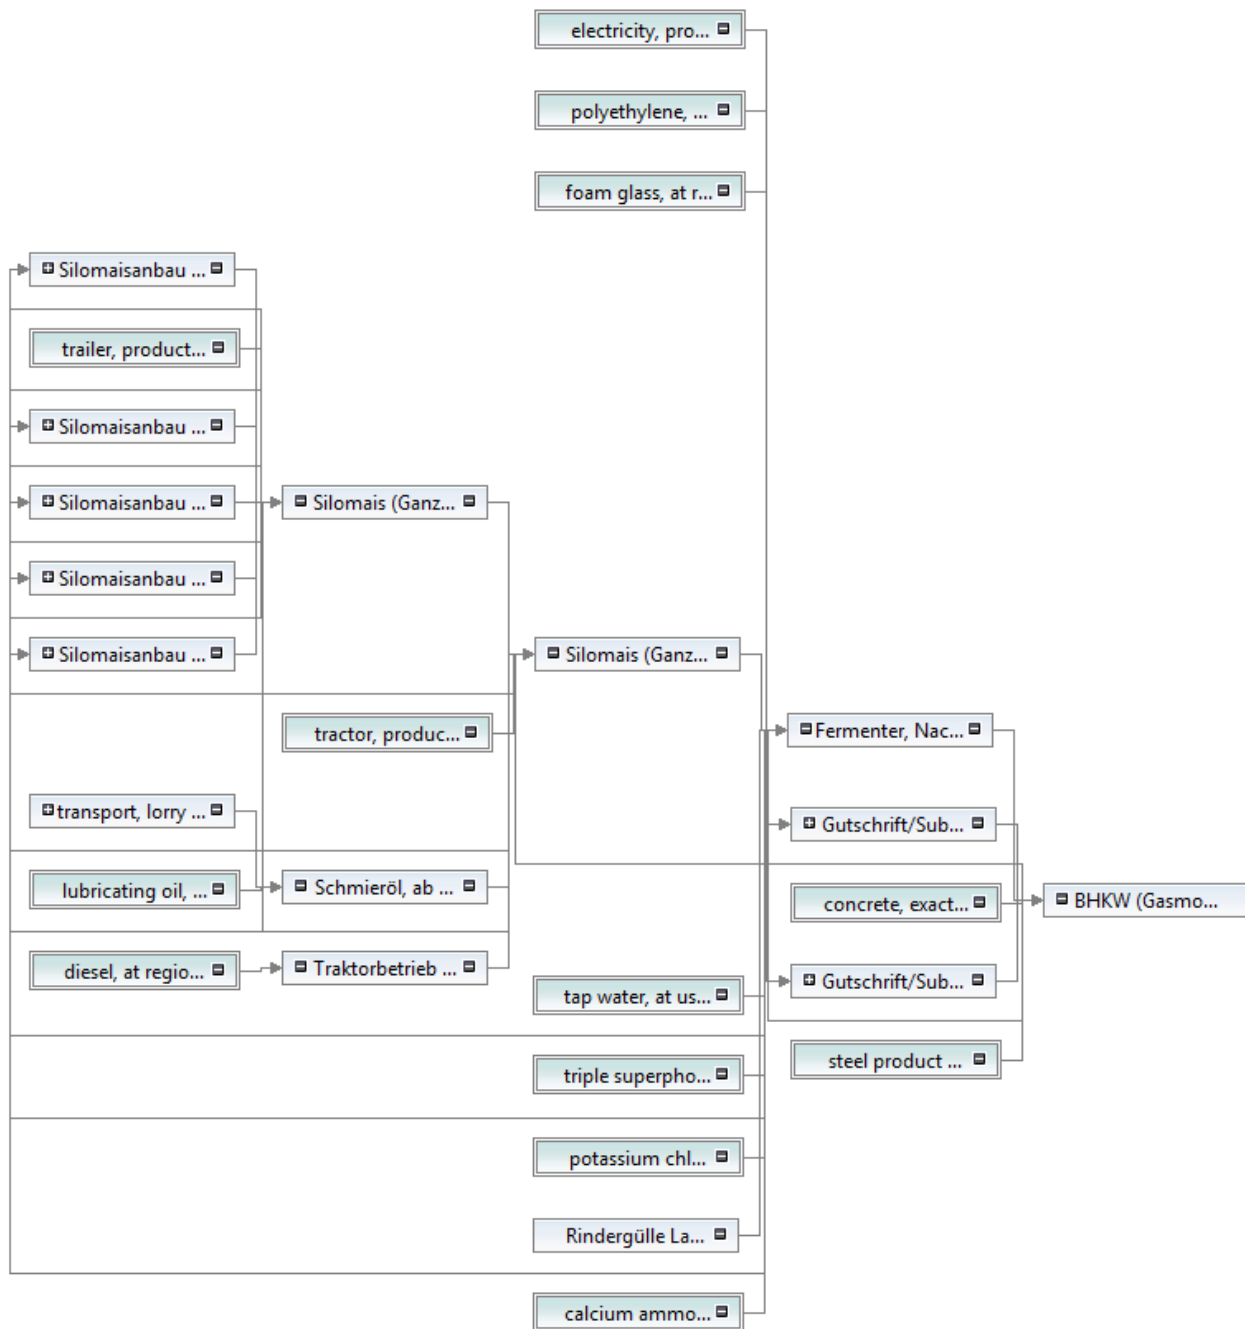 electricity, pro...
polyethylene, ...
foam glass, at r...
Silomaisanbau ...
trailer, product...
Silomaisanbau ...
Silomaisanbau ...
Silomais (Ganz...
Silomaisanbau ...
Silomaisanbau ...
Silomais (Ganz...
tractor, produc...
Fermenter, Nac...
transport, lorry ...
Gutschrift/Sub...
lubricating oil, ...
Schmieröl, ab ...
concrete, exact...
BHKW (Gasmo...
diesel, at regio...
Traktorbetrieb ...
Gutschrift/Sub...
tap water, at us...
steel product ...
triple superpho...
potassium chl...
Rindergülle La...
calcium ammo...